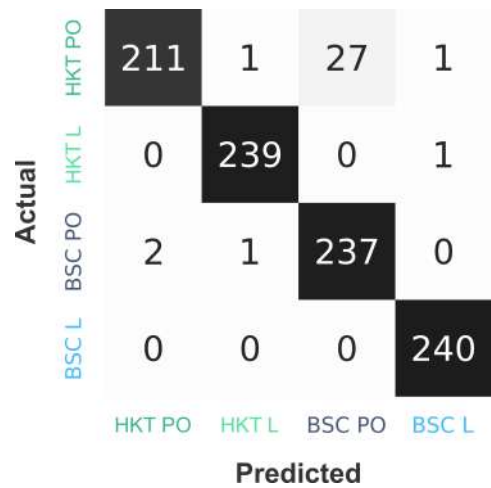 HKT PO 211 1 27 1
HKT L 0 239 0 1
Actual
BSC PO 2 1 237 0
BSC L 0 0 0 240
HKT PO HKT L BSC PO BSC L
Predicted